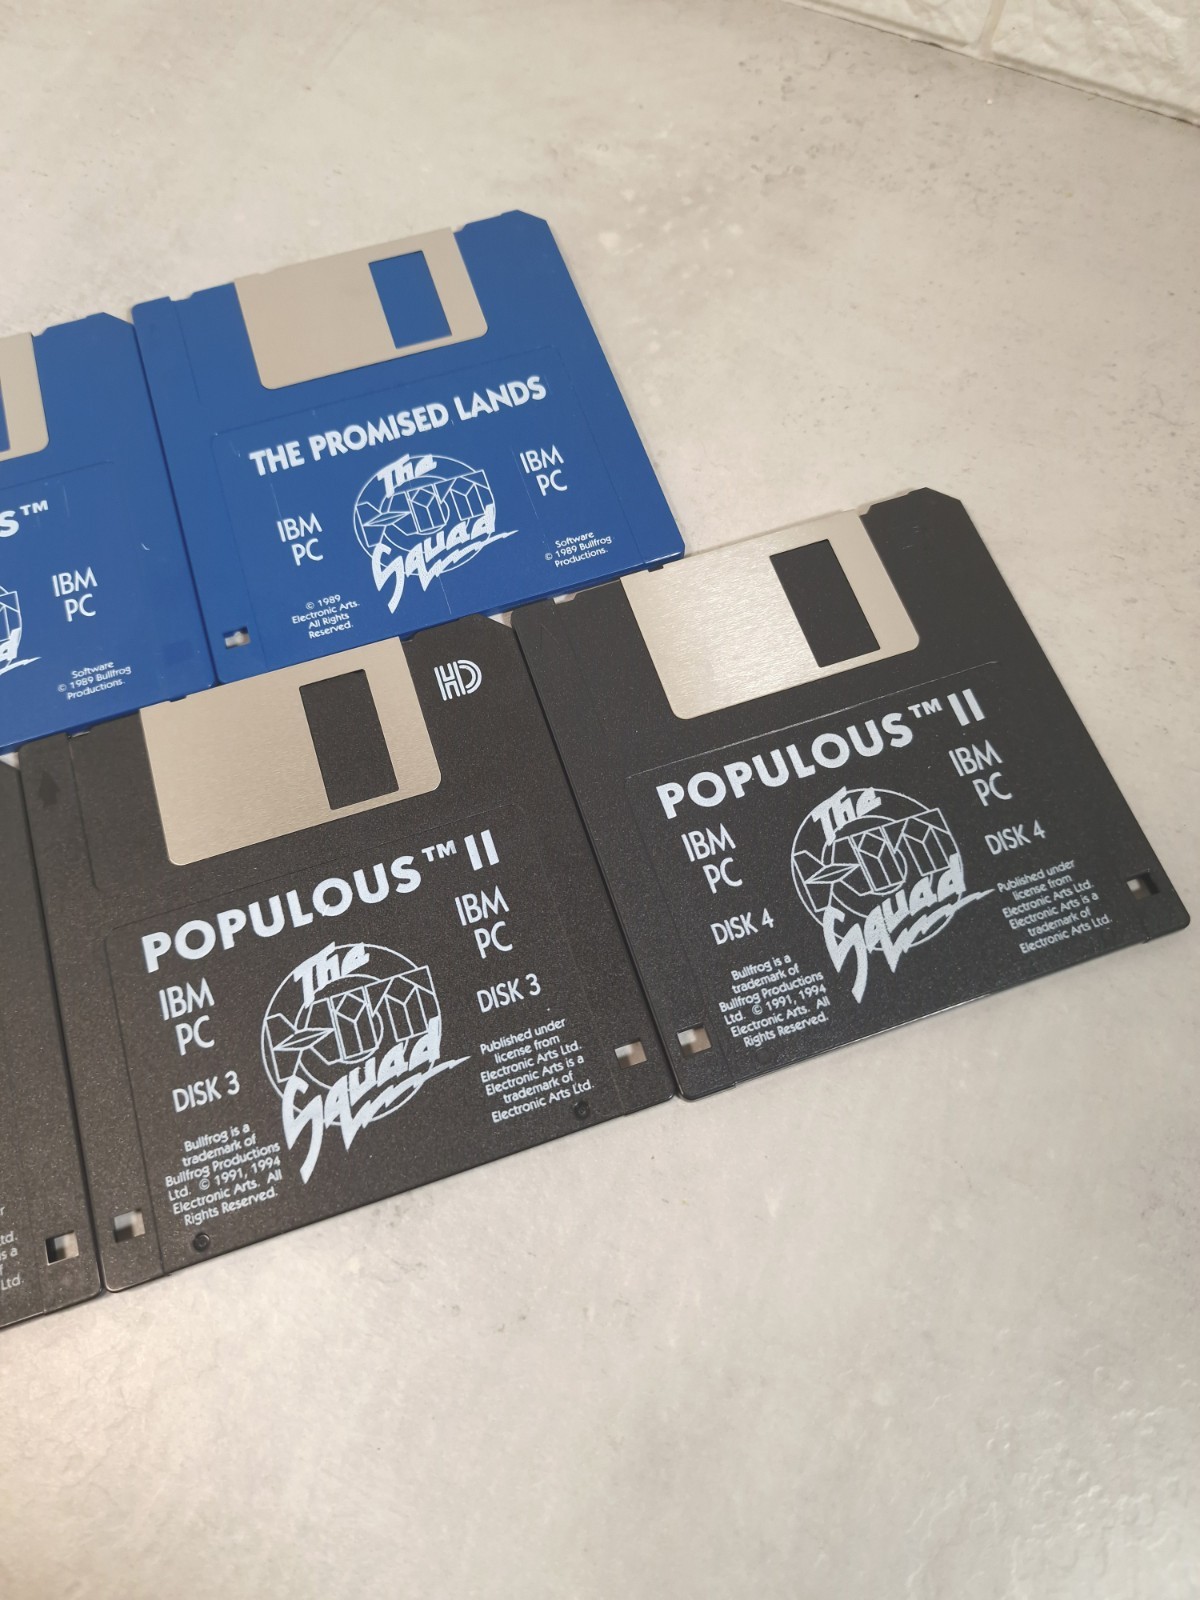 S™
IBM
PC
Software
© 1989 Bullfrog
Productions.
THE PROMISED LANDS
IBM
PC
The
Squad
IBM
PC
© 1989
Electronic Arts.
All Rights
Reserved.
Software
© 1989 Bullfrog
Productions.
HD
POPULOUS™ II
IBM
PC
DISK 3
The
Squad
IBM
PC
DISK 3
Bullfrog is a
trademark of
Bullfrog Productions
Ltd. © 1991, 1994
Electronic Arts. All
Rights Reserved.
Published under
license from
Electronic Arts Ltd.
Electronic Arts is a
trademark of
Electronic Arts Ltd.
POPULOUS™ II
IBM
PC
DISK 4
The
Squad
IBM
PC
DISK 4
Bullfrog is a
trademark of
Bullfrog Productions
Ltd. © 1991, 1994
Electronic Arts. All
Rights Reserved.
Published under
license from
Electronic Arts Ltd.
Electronic Arts is a
trademark of
Electronic Arts Ltd.
Ltd.
is a
Ltd.